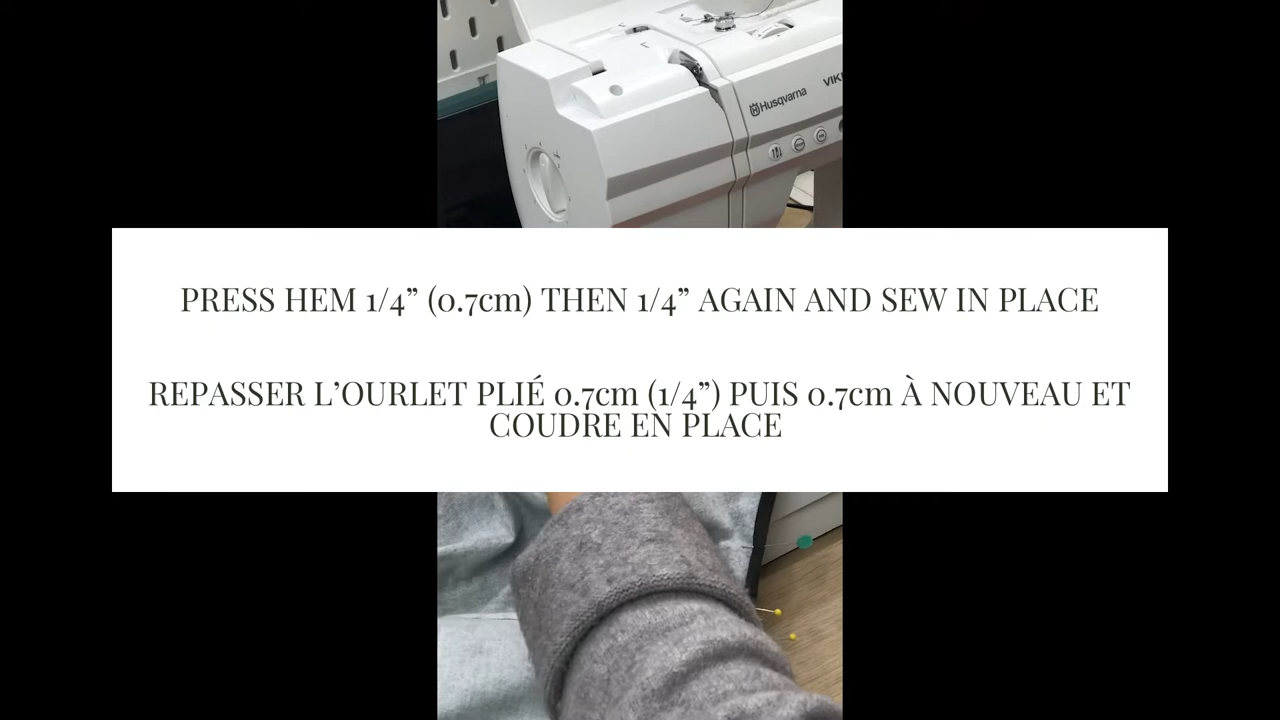 Husqvarna VIK
PRESS HEM 1/4” (0.7cm) THEN 1/4” AGAIN AND SEW IN PLACE
REPASSER L’OURLET PLIÉ 0.7cm (1/4”) PUIS 0.7cm À NOUVEAU ET
COUDRE EN PLACE